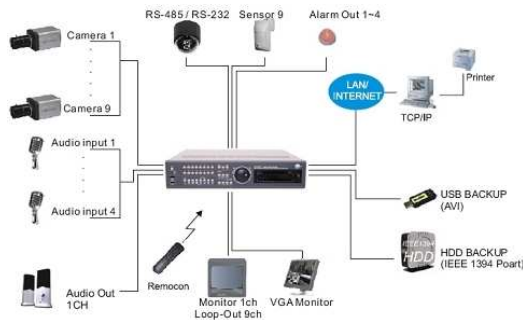 Camera 1
RS-485 / RS-232
Sensor 9
Alarm Out 1~4
Camera 9
LAN/
INTERNET
Printer
TCP/IP
Audio input 1
Audio input 4
USB BACKUP
(AVI)
IEEE1394
HDD
HDD BACKUP
(IEEE 1394 Poart)
Audio Out
1CH
Remocon
Monitor 1ch
Loop-Out 9ch
VGA Monitor